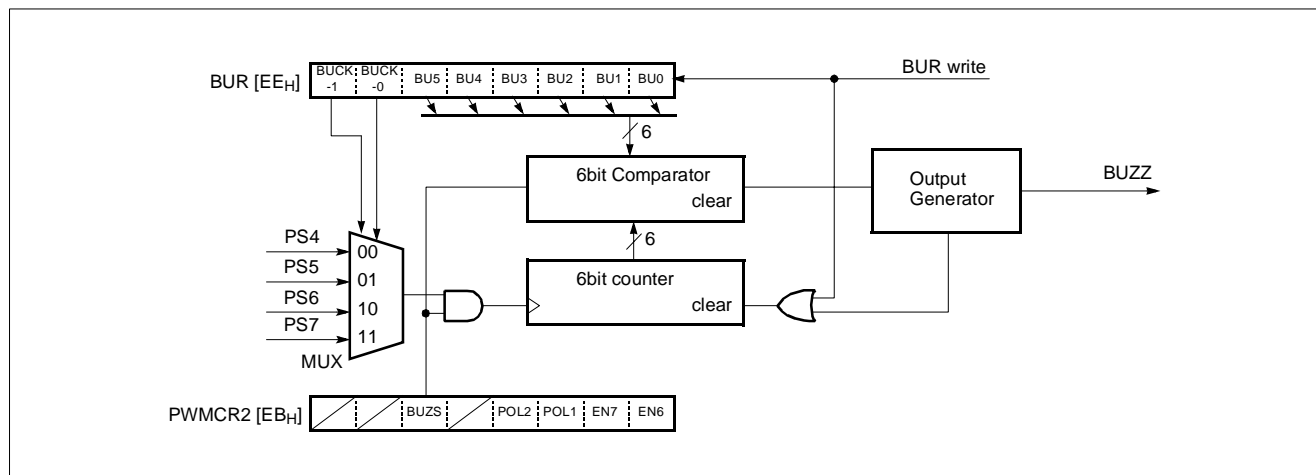 BUR [EEH]
BUCK
-1
BUCK
-0
BU5
BU4
BU3
BU2
BU1
BU0
BUR write
6
6bit Comparator
clear
Output
Generator
BUZZ
6
PS4
PS5
PS6
PS7
00
01
10
11
MUX
6bit counter
clear
PWMCR2 [EBH]
BUZS
POL2
POL1
EN7
EN6